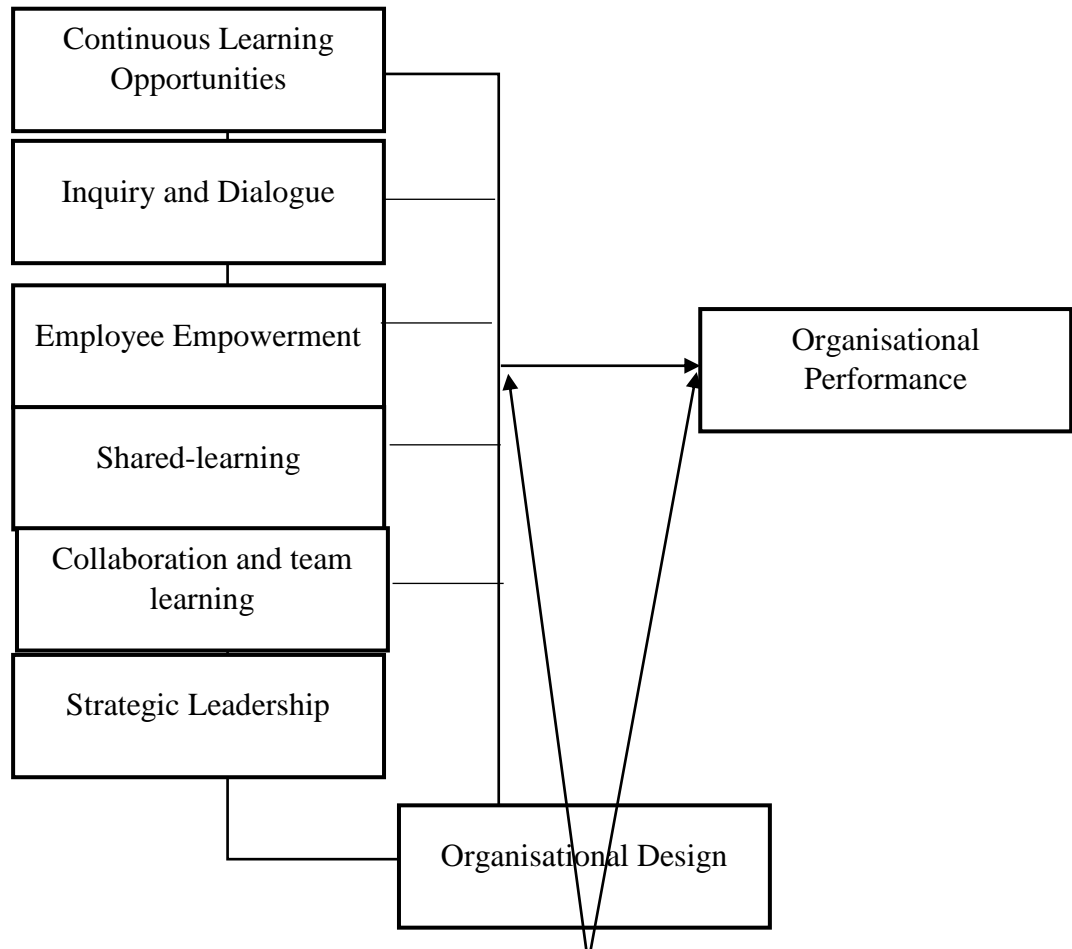 Continuous Learning
Opportunities
Inquiry and Dialogue
Employee Empowerment
Shared-learning
Collaboration and team
learning
Strategic Leadership
Organisational
Performance
Organisational Design